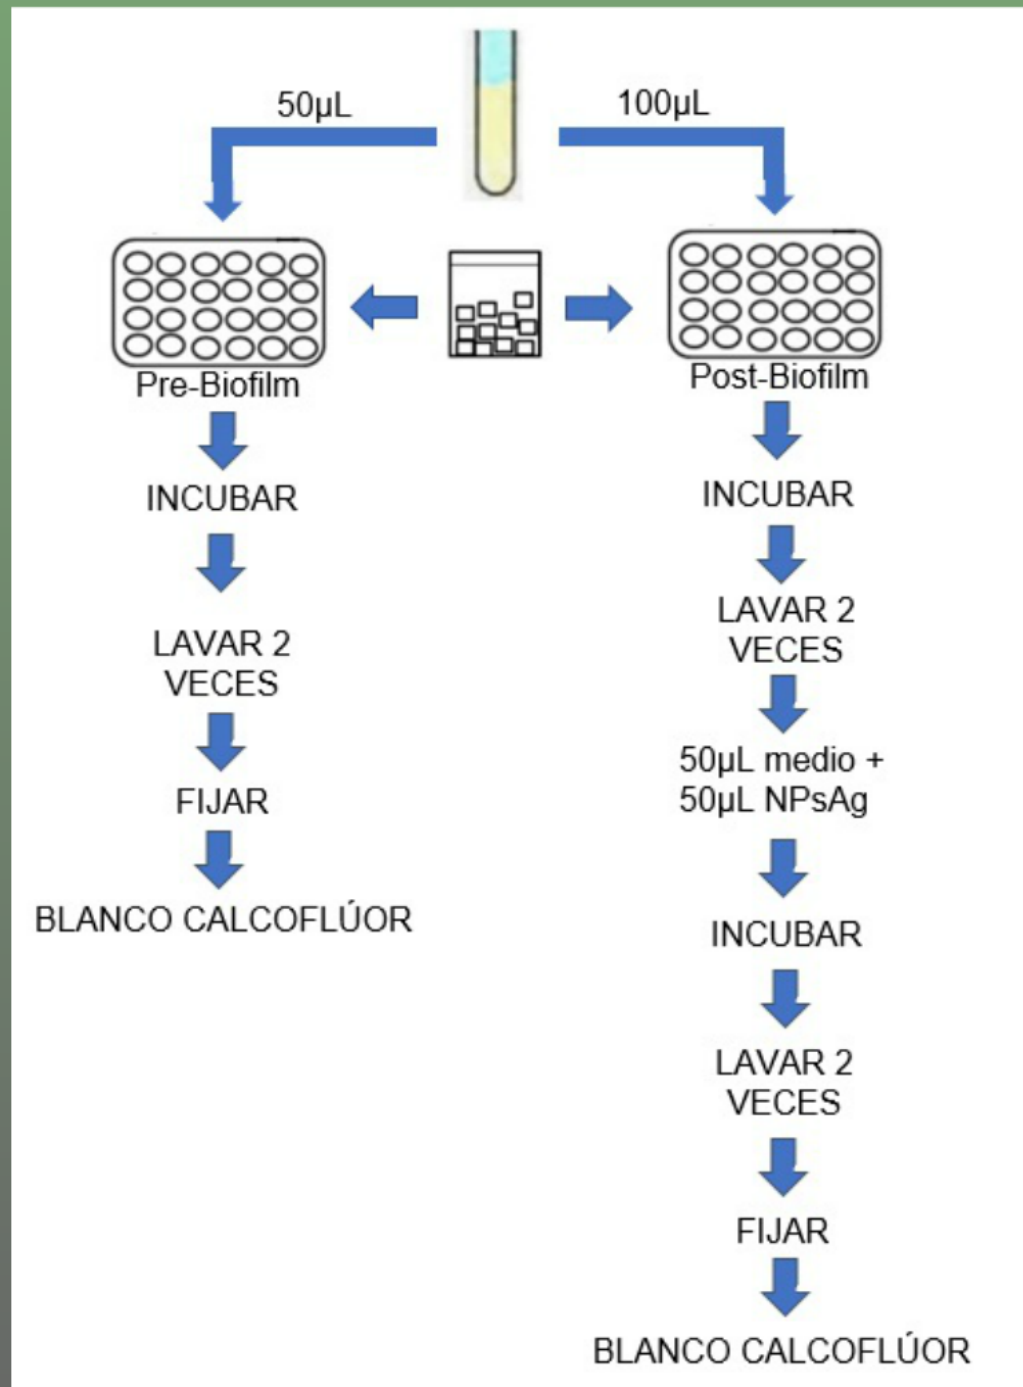 50µL
100µL
Pre-Biofilm
INCUBAR
LAVAR 2
VECES
FIJAR
BLANCO CALCOFLÚOR
Post-Biofilm
INCUBAR
LAVAR 2
VECES
50µL medio +
50µL NPsAg
INCUBAR
LAVAR 2
VECES
FIJAR
BLANCO CALCOFLÚOR